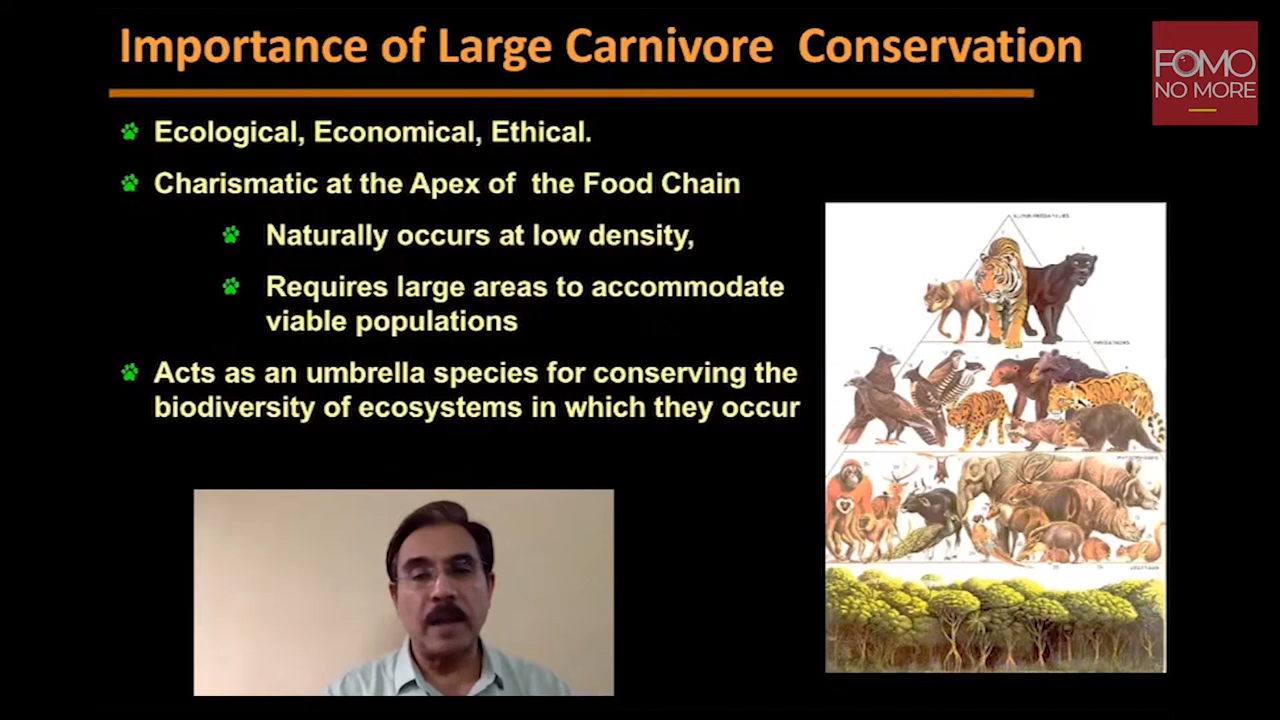 Importance of Large Carnivore Conservation
FOMO
NO MORE
Ecological, Economical, Ethical.
Charismatic at the Apex of the Food Chain
Naturally occurs at low density,
Requires large areas to accommodate
viable populations
Acts as an umbrella species for conserving the
biodiversity of ecosystems in which they occur